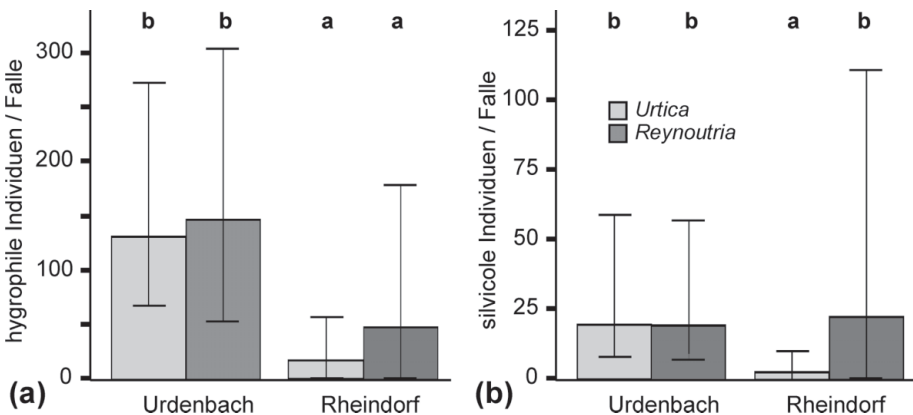 b b a a
hygrophile Individuen / Falle
300
200
100
0
Urdenbach Rheindorf
(a)
b b a b
silvicole Individuen / Falle
125
100
75
50
25
0
Urtica
Reynoutria
Urdenbach Rheindorf
(b)